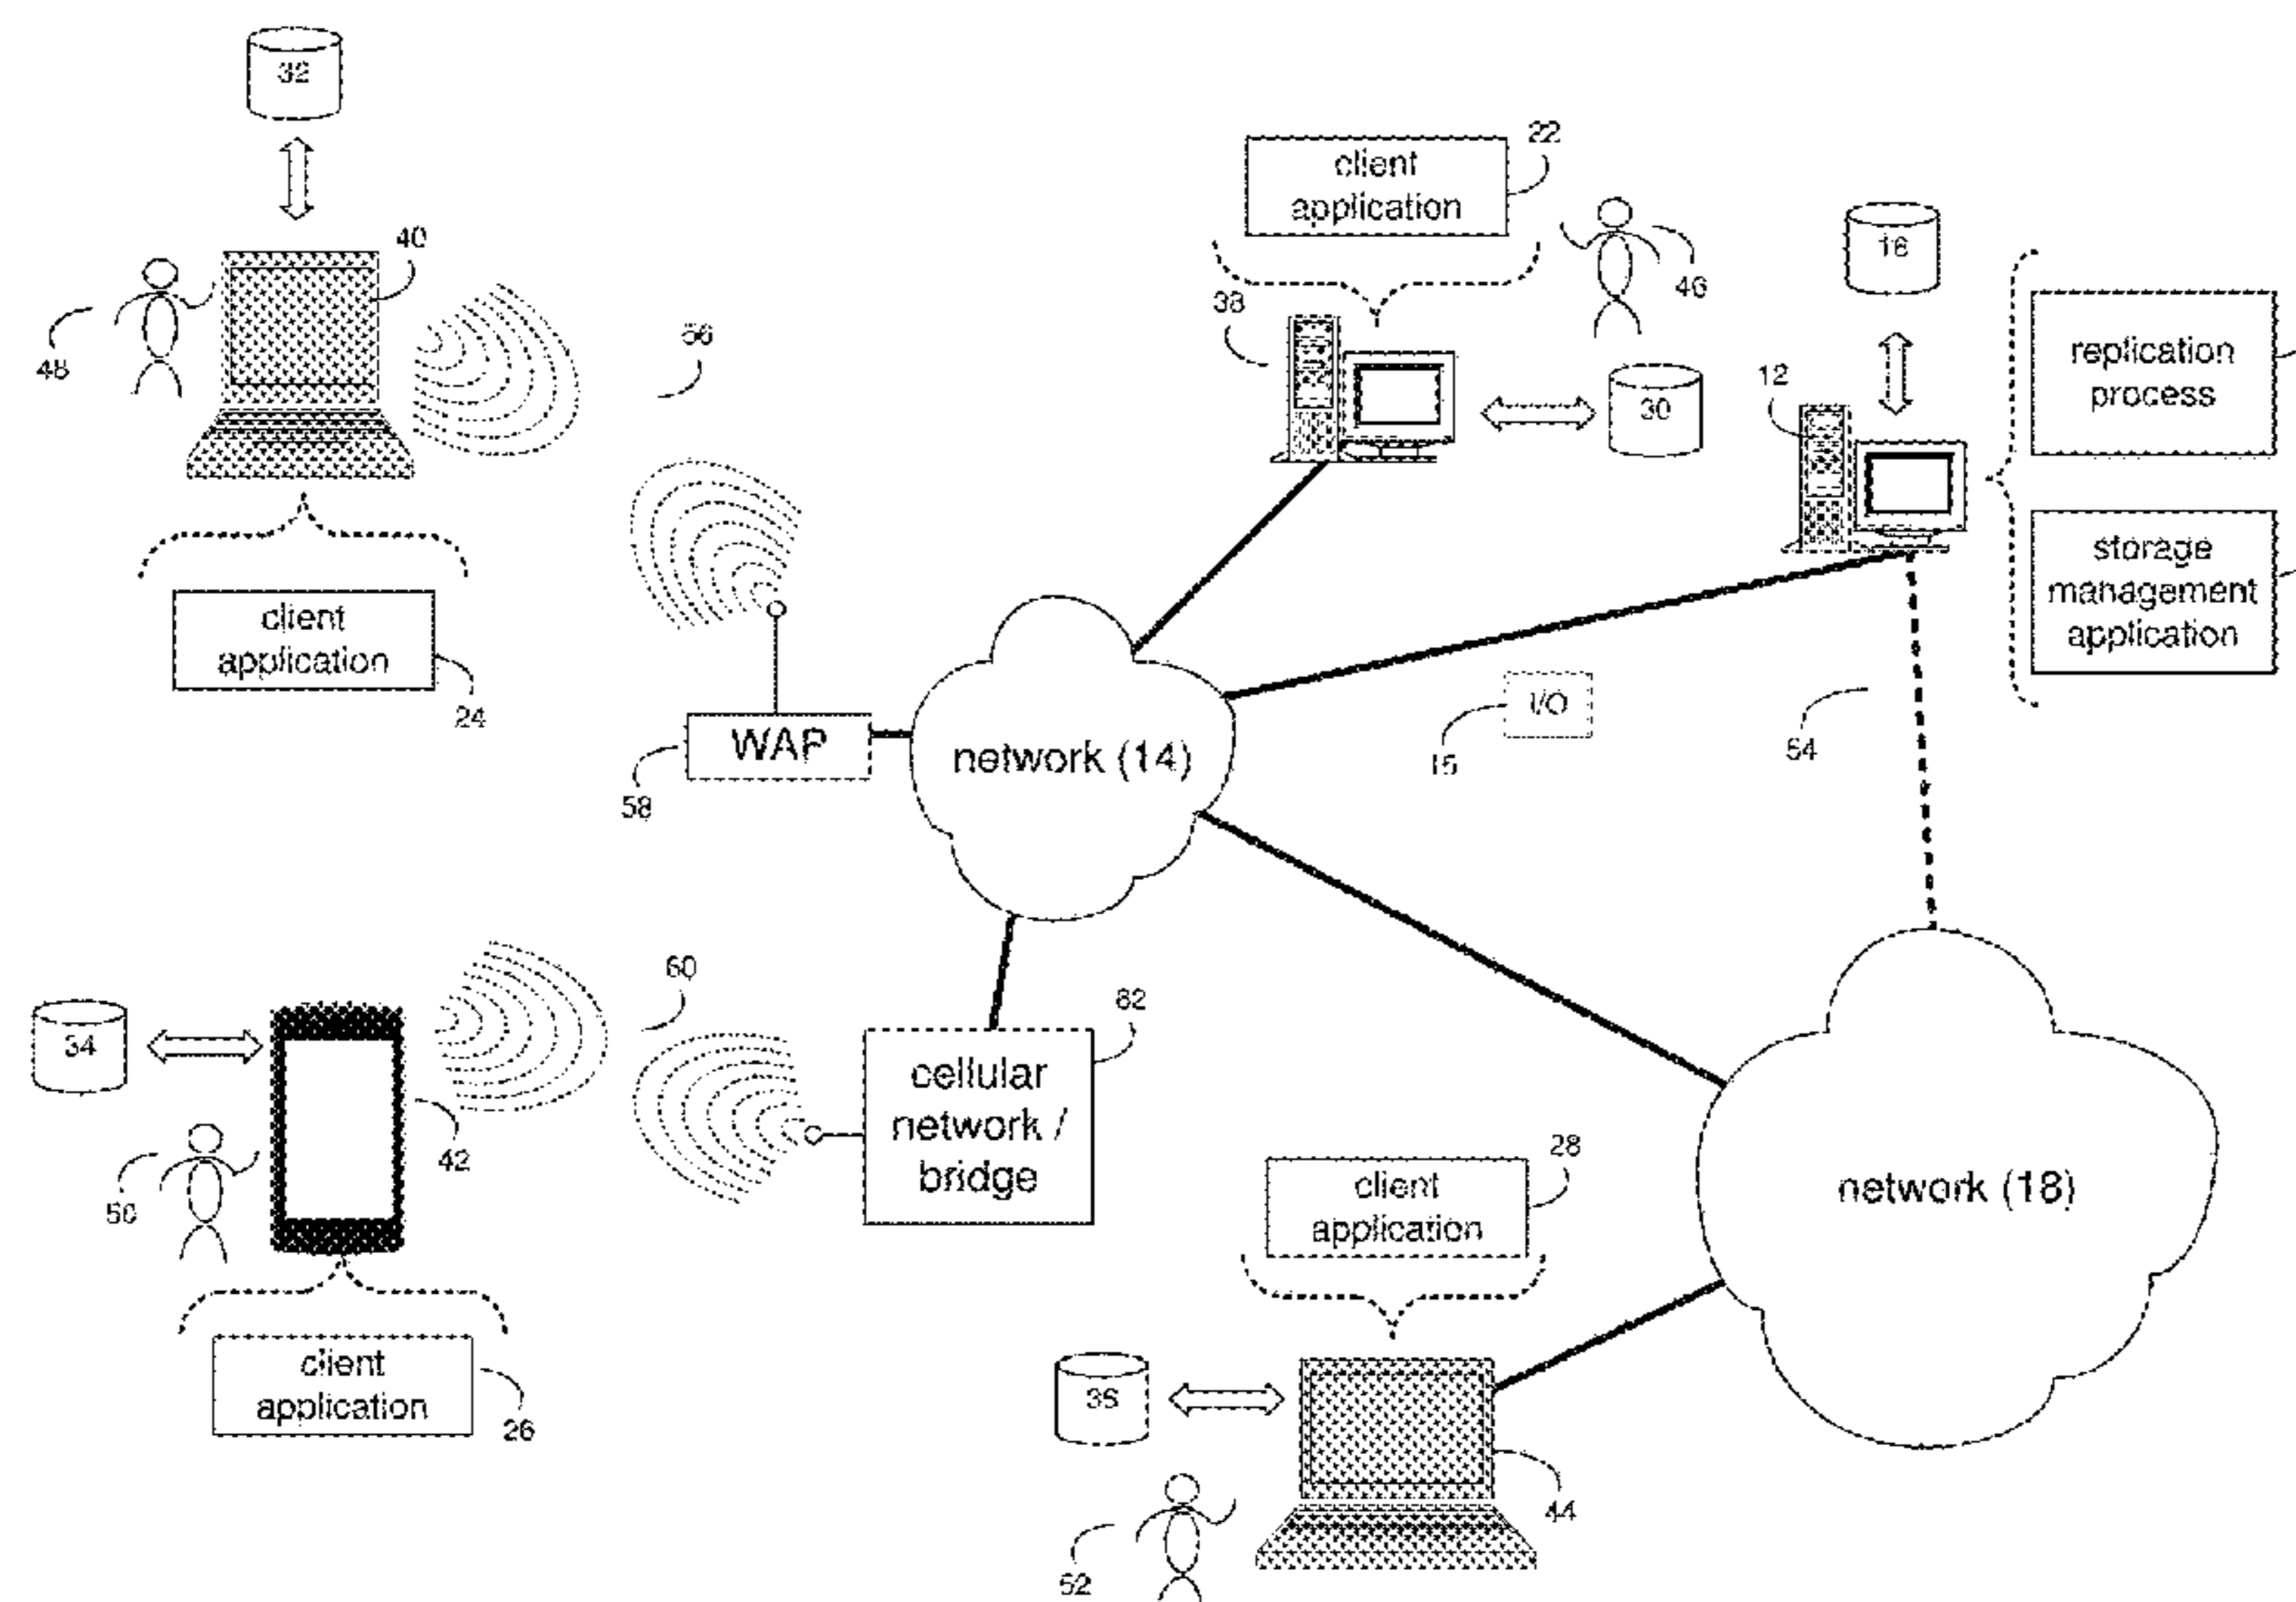 32
22
client
application
40
16
46
48
56
38
12
30
replication
process
storage
management
application
client
application
24
I/O
15
54
WAP
58
network (14)
60
62
34
cellular
network /
bridge
42
50
28
client
application
network (18)
client
application
26
36
44
52